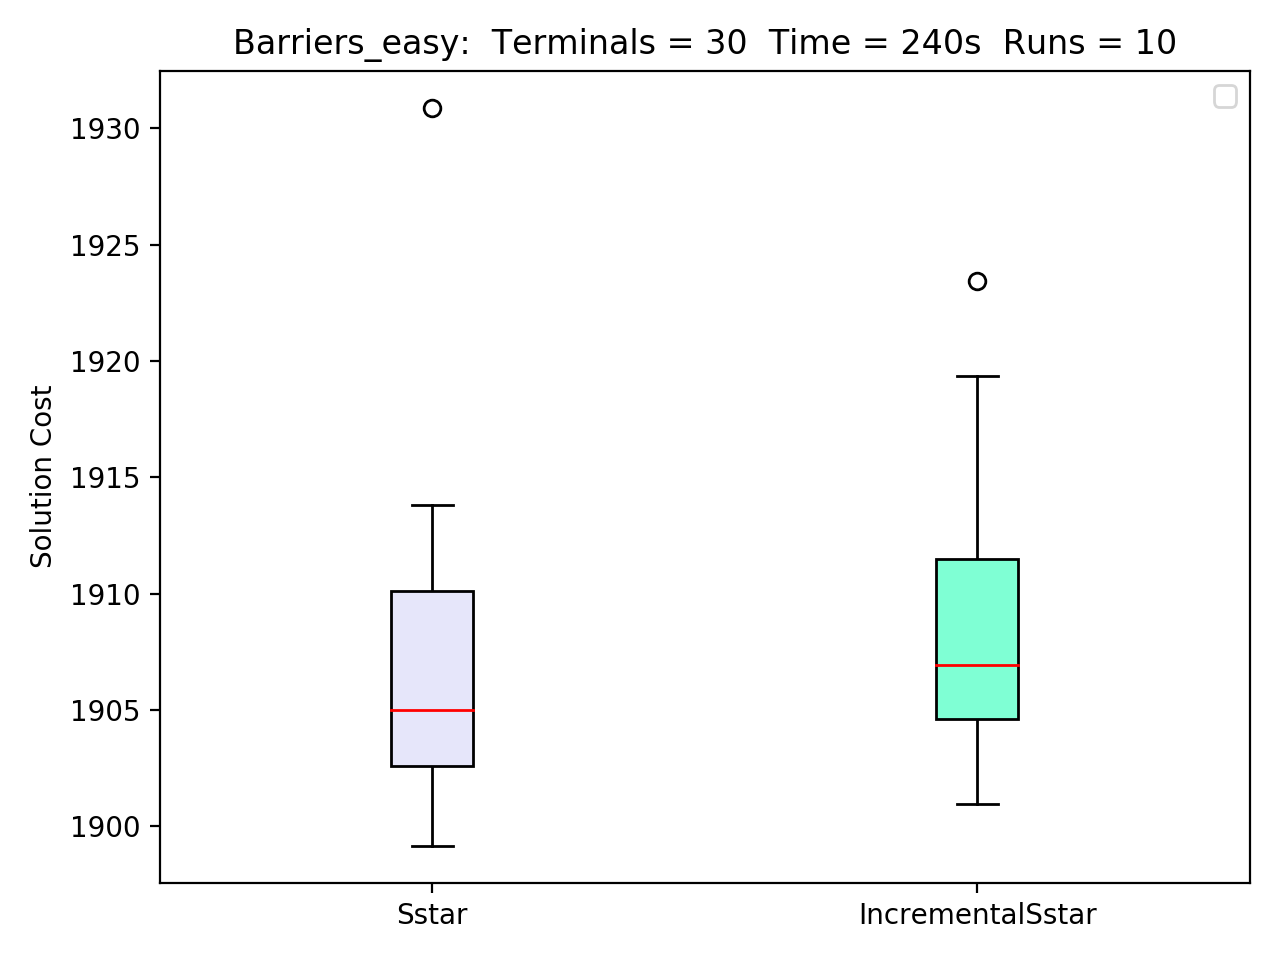 Barriers_easy:  Terminals = 30  Time = 240s  Runs = 10
Solution Cost
1930
1925
1920
1915
1910
1905
1900
Sstar
IncrementalSstar